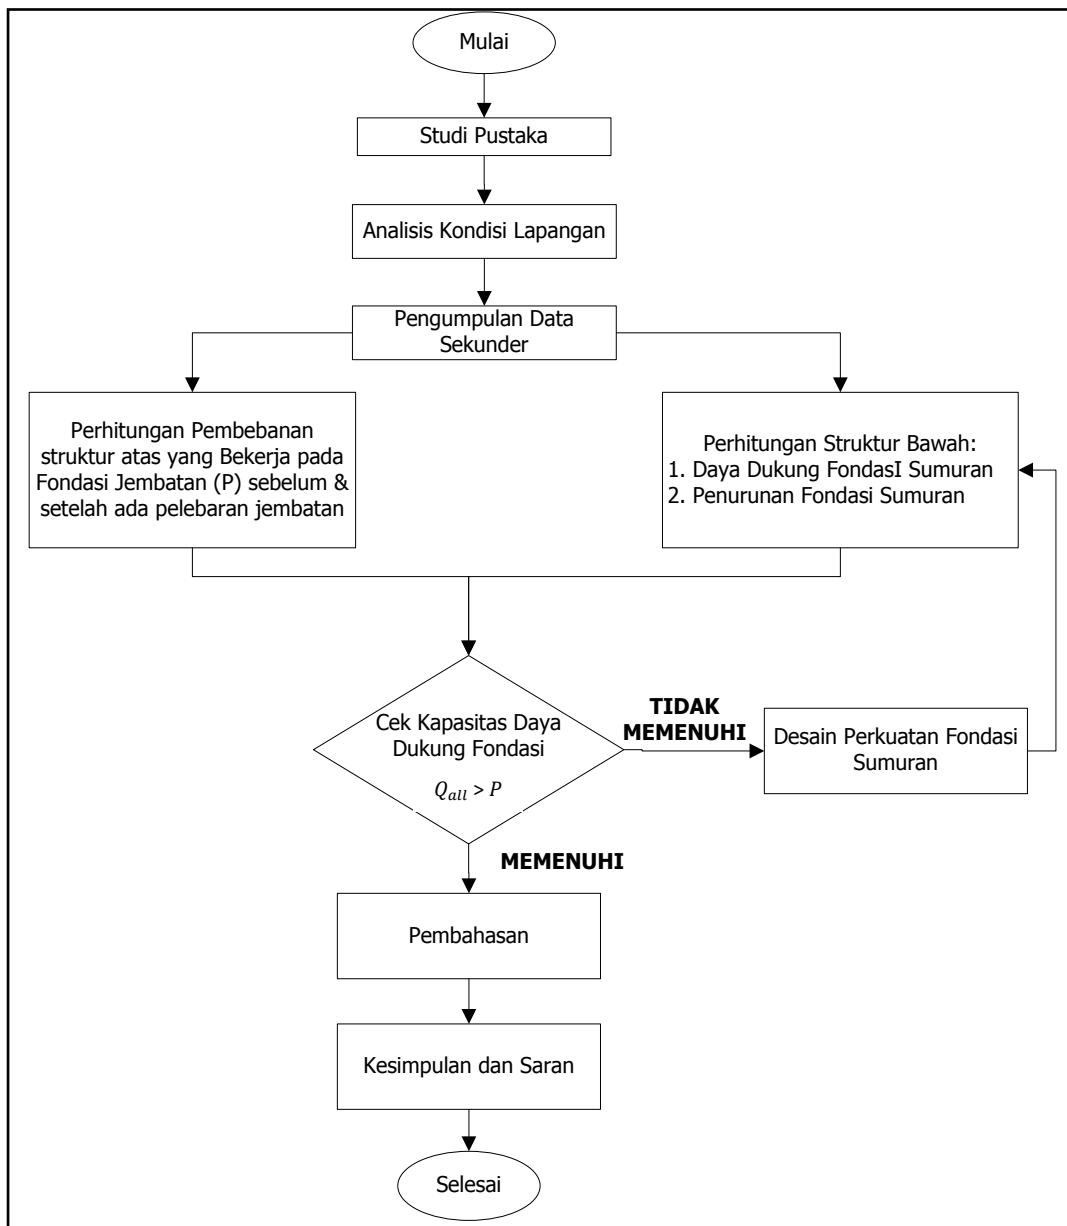 Mulai
Studi Pustaka
Analisis Kondisi Lapangan
Pengumpulan Data
Sekunder
Perhitungan Pembebanan
struktur atas yang Bekerja pada
Fondasi Jembatan (P) sebelum &
setelah ada pelebaran jembatan
Perhitungan Struktur Bawah:
1. Daya Dukung FondasI Sumuran
2. Penurunan Fondasi Sumuran
Cek Kapasitas Daya
Dukung Fondasi
Q_all > P
TIDAK
MEMENUHI
Desain Perkuatan Fondasi
Sumuran
MEMENUHI
Pembahasan
Kesimpulan dan Saran
Selesai